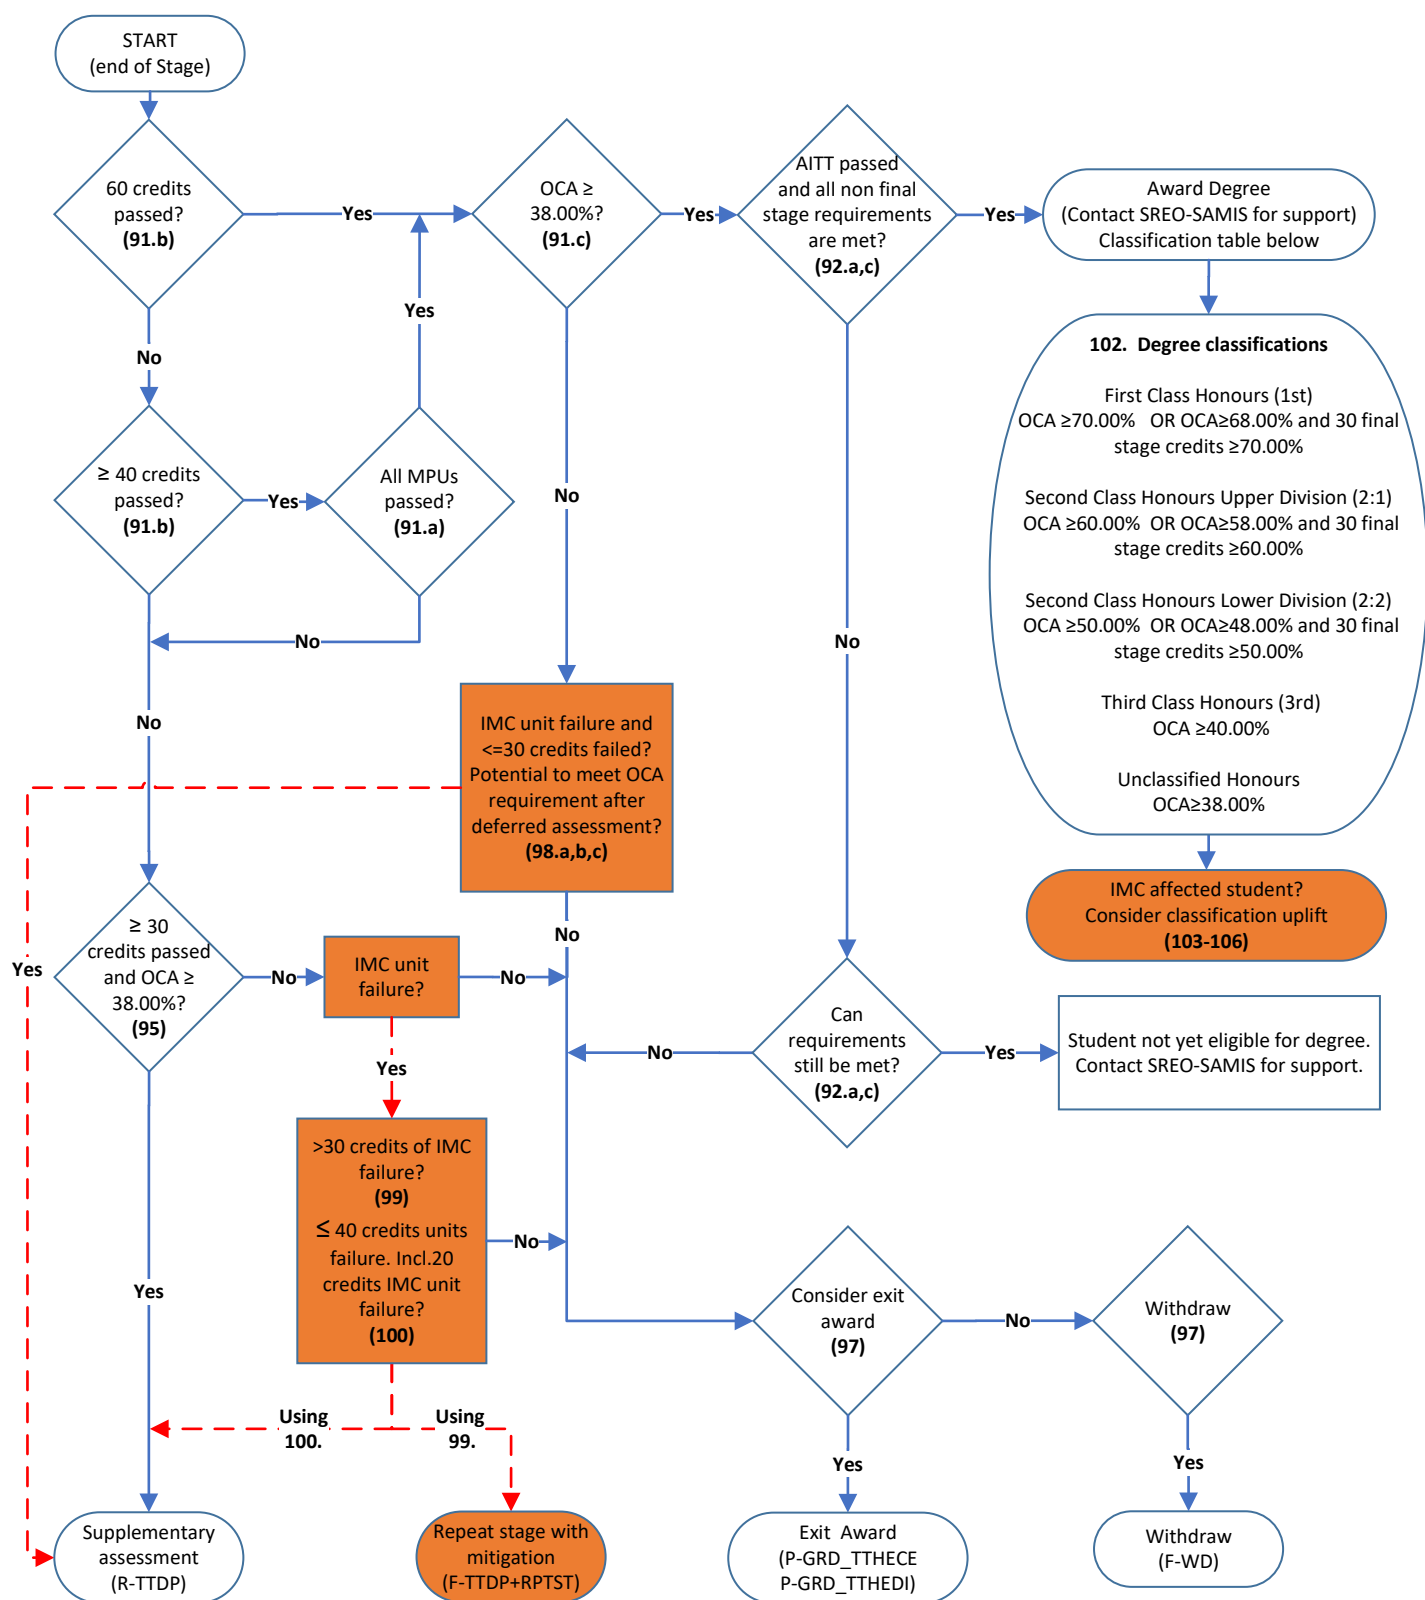 START
(end of Stage)
60 credits
passed?
(91.b)
Yes
OCA ≥
38.00%?
(91.c)
Yes
AITT passed
and all non final
stage requirements
are met?
(92.a,c)
Yes
Award Degree
(Contact SREO-SAMIS for support)
Classification table below
No
Yes
≥ 40 credits
passed?
(91.b)
Yes
All MPUs
passed?
(91.a)
No
No
102.  Degree classifications
First Class Honours (1st)
OCA ≥70.00%   OR OCA≥68.00% and 30 final
stage credits ≥70.00%
Second Class Honours Upper Division (2:1)
OCA ≥60.00%  OR OCA≥58.00% and 30 final
stage credits ≥60.00%
Second Class Honours Lower Division (2:2)
OCA ≥50.00%  OR OCA≥48.00% and 30 final
stage credits ≥50.00%
Third Class Honours (3rd)
OCA ≥40.00%
Unclassified Honours
OCA≥38.00%
No
No
IMC unit failure and
<=30 credits failed?
Potential to meet OCA
requirement after
deferred assessment?
(98.a,b,c)
No
IMC affected student?
Consider classification uplift
(103-106)
Yes
≥ 30
credits passed
and OCA ≥
38.00%?
(95)
No
IMC unit
failure?
No
Yes
Can
requirements
still be met?
(92.a,c)
No
Yes
Student not yet eligible for degree.
Contact SREO-SAMIS for support.
>30 credits of IMC
failure?
(99)
≤ 40 credits units
failure. Incl.20
credits IMC unit
failure?
(100)
No
Yes
Consider exit
award
(97)
No
Withdraw
(97)
Using
100.
Using
99.
Yes
Yes
Supplementary
assessment
(R-TTDP)
Repeat stage with
mitigation
(F-TTDP+RPTST)
Exit  Award
(P-GRD_TTHECE
P-GRD_TTHEDI)
Withdraw
(F-WD)